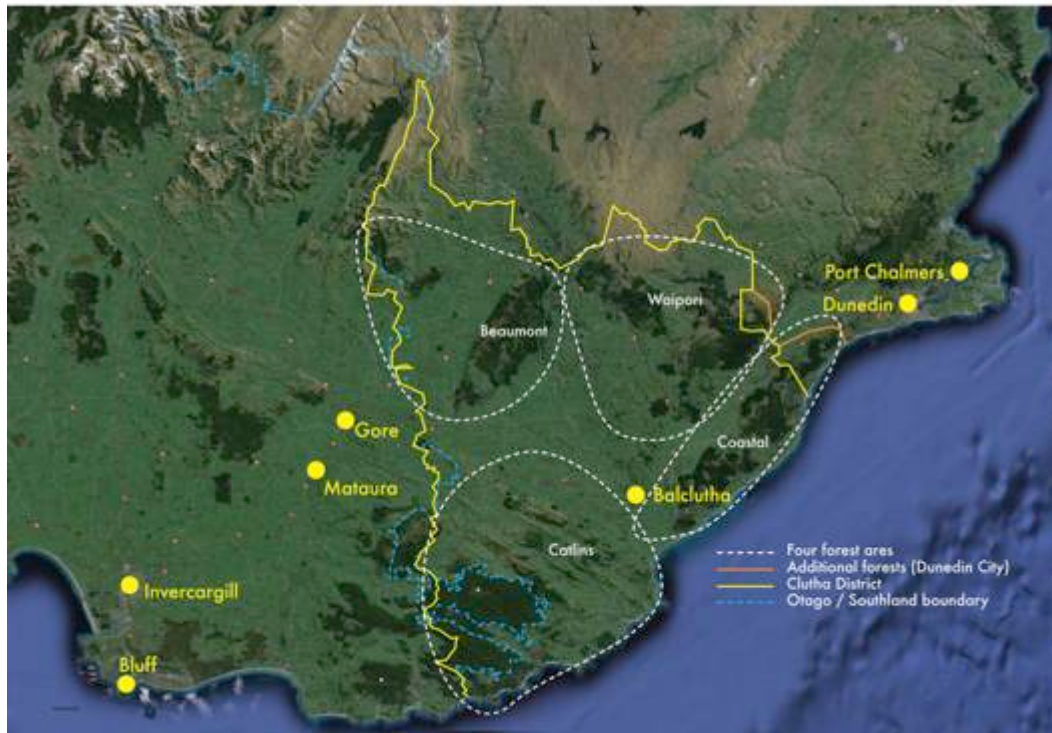 Port Chalmers
Waipori
Dunedin
Beaumont
Gore
Coastal
Mataura
Balclutha
Catlins
Four forest ares
Additional forests (Dunedin City)
Clutha District
Otago / Southland boundary
Invercargill
Bluff